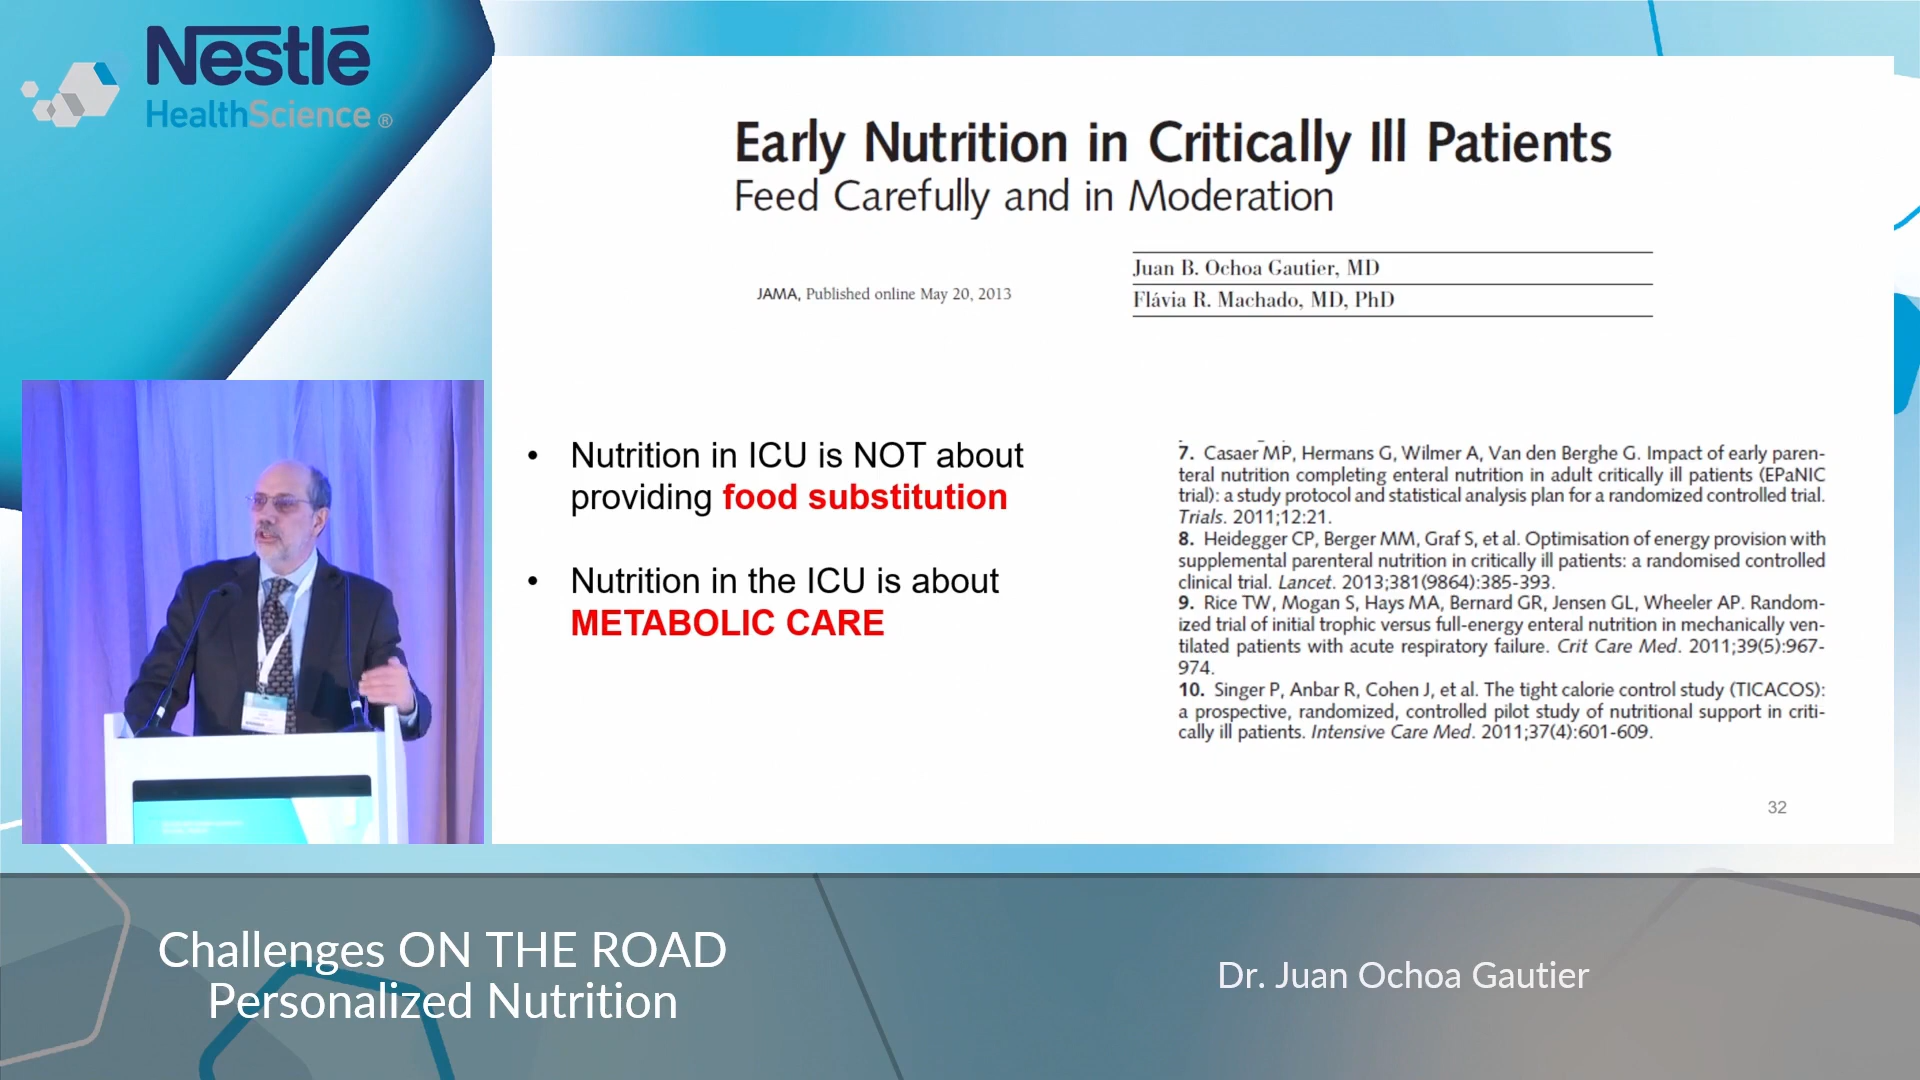 Nestlé
HealthScience ®
Early Nutrition in Critically Ill Patients
Feed Carefully and in Moderation
JAMA, Published online May 20, 2013
Juan B. Ochoa Gautier, MD
Flávia R. Machado, MD, PhD
• Nutrition in ICU is NOT about
providing food substitution
• Nutrition in the ICU is about
METABOLIC CARE
7. Casaer MP, Hermans G, Wilmer A, Van den Berghe G. Impact of early paren-
teral nutrition completing enteral nutrition in adult critically ill patients (EPaNIC
trial): a study protocol and statistical analysis plan for a randomized controlled trial.
Trials. 2011;12:21.
8. Heidegger CP, Berger MM, Graf S, et al. Optimisation of energy provision with
supplemental parenteral nutrition in critically ill patients: a randomised controlled
clinical trial. Lancet. 2013;381(9864):385-393.
9. Rice TW, Mogan S, Hays MA, Bernard GR, Jensen GL, Wheeler AP. Random-
ized trial of initial trophic versus full-energy enteral nutrition in mechanically ven-
tilated patients with acute respiratory failure. Crit Care Med. 2011;39(5):967-
974.
10. Singer P, Anbar R, Cohen J, et al. The tight calorie control study (TICACOS):
a prospective, randomized, controlled pilot study of nutritional support in criti-
cally ill patients. Intensive Care Med. 2011;37(4):601-609.
32
Challenges ON THE ROAD
Personalized Nutrition
Dr. Juan Ochoa Gautier